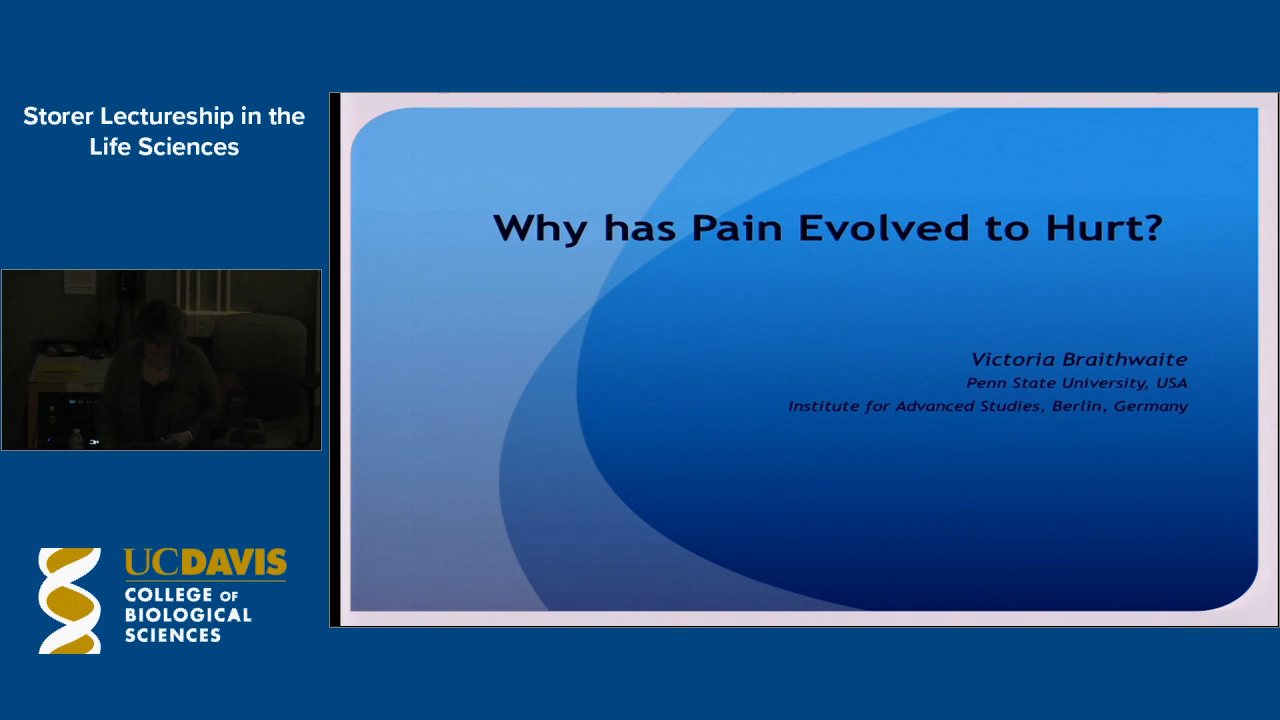 Storer Lectureship in the
Life Sciences
Why has Pain Evolved to Hurt?
Victoria Braithwaite
Penn State University, USA
Institute for Advanced Studies, Berlin, Germany
UCDAVIS
COLLEGE OF
BIOLOGICAL
SCIENCES